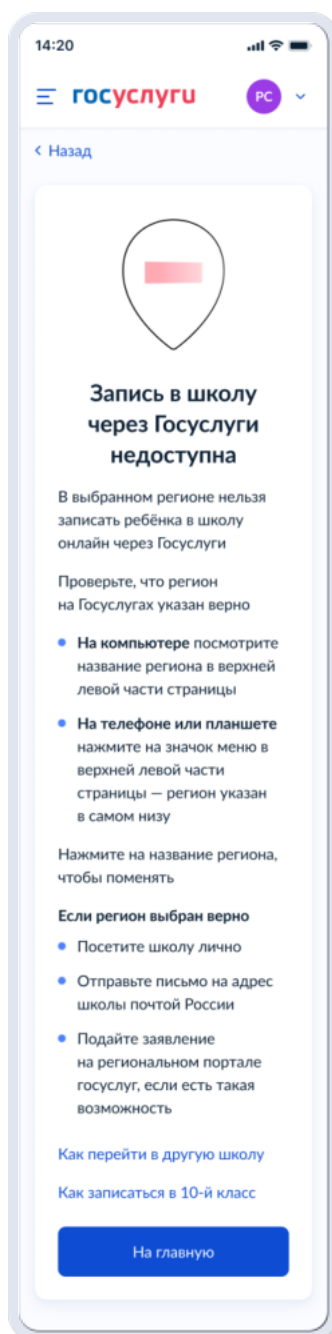 14:20
госуслуги
РС
Назад
Запись в школу
через Госуслуги
недоступна
В выбранном регионе нельзя
записать ребёнка в школу
онлайн через Госуслуги
Проверьте, что регион
на Госуслугах указан верно
На компьютере посмотрите
название региона в верхней
левой части страницы
На телефоне или планшете
нажмите на значок меню в
верхней левой части
страницы — регион указан
в самом низу
Нажмите на название региона,
чтобы поменять
Если регион выбран верно
Посетите школу лично
Отправьте письмо на адрес
школы почтой России
Подайте заявление
на региональном портале
госуслуг, если есть такая
возможность
Как перейти в другую школу
Как записаться в 10-й класс
На главную